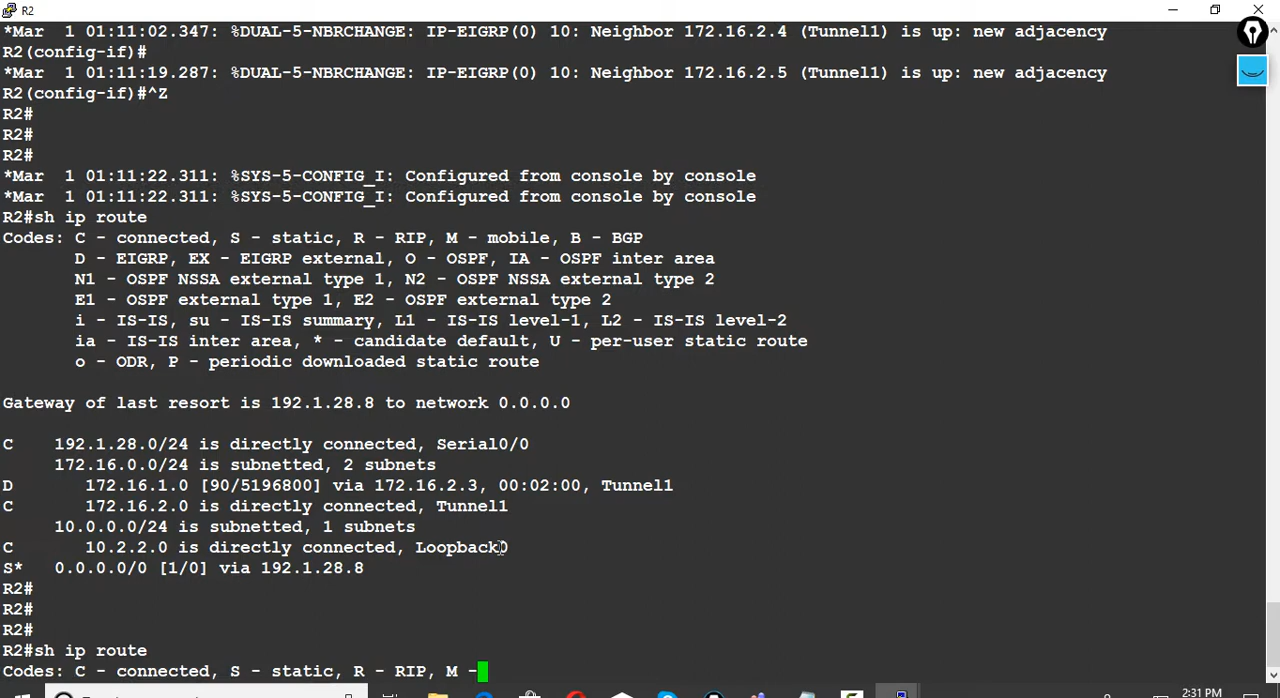 R2
*Mar  1 01:11:02.347: %DUAL-5-NBRCHANGE: IP-EIGRP(0) 10: Neighbor 172.16.2.4 (Tunnel1) is up: new adjacency
R2(config-if)#
*Mar  1 01:11:19.287: %DUAL-5-NBRCHANGE: IP-EIGRP(0) 10: Neighbor 172.16.2.5 (Tunnel1) is up: new adjacency
R2(config-if)#^Z
R2#
R2#
R2#
*Mar  1 01:11:22.311: %SYS-5-CONFIG_I: Configured from console by console
*Mar  1 01:11:22.311: %SYS-5-CONFIG_I: Configured from console by console
R2#sh ip route
Codes: C - connected, S - static, R - RIP, M - mobile, B - BGP
       D - EIGRP, EX - EIGRP external, O - OSPF, IA - OSPF inter area
       N1 - OSPF NSSA external type 1, N2 - OSPF NSSA external type 2
       E1 - OSPF external type 1, E2 - OSPF external type 2
       i - IS-IS, su - IS-IS summary, L1 - IS-IS level-1, L2 - IS-IS level-2
       ia - IS-IS inter area, * - candidate default, U - per-user static route
       o - ODR, P - periodic downloaded static route
Gateway of last resort is 192.1.28.8 to network 0.0.0.0
C    192.1.28.0/24 is directly connected, Serial0/0
     172.16.0.0/24 is subnetted, 2 subnets
D       172.16.1.0 [90/5196800] via 172.16.2.3, 00:02:00, Tunnel1
C       172.16.2.0 is directly connected, Tunnel1
     10.0.0.0/24 is subnetted, 1 subnets
C       10.2.2.0 is directly connected, Loopback0
S*   0.0.0.0/0 [1/0] via 192.1.28.8
R2#
R2#
R2#
R2#sh ip route
Codes: C - connected, S - static, R - RIP, M -
2:31 PM